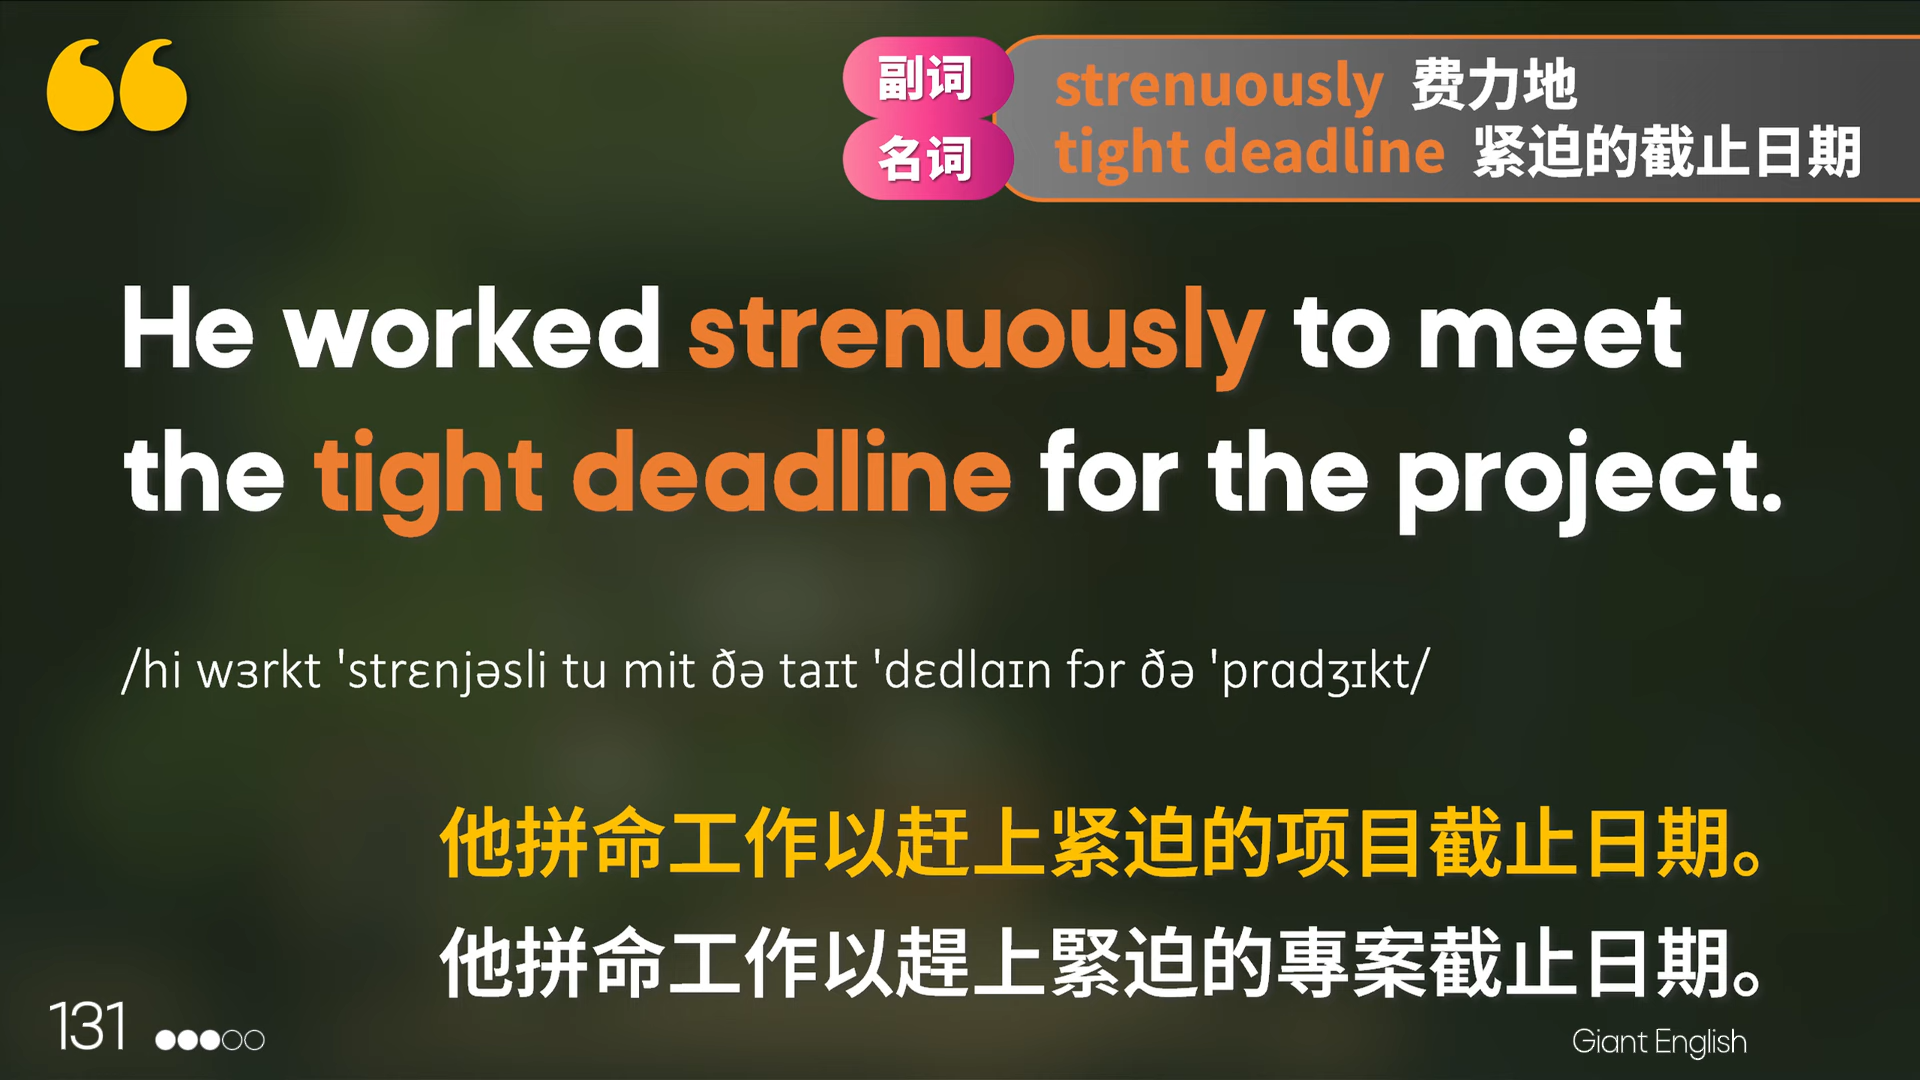 副词 strenuously 费力地
名词 tight deadline 紧迫的截止日期
He worked strenuously to meet
the tight deadline for the project.
/hi wɜrkt ˈstrɛnjəsli tu mit ðə taɪt ˈdɛdlaɪn fɔr ðə ˈprɑdʒɪkt/
他拼命工作以赶上紧迫的项目截止日期。
他拼命工作以趕上緊迫的專案截止日期。
131
Giant English